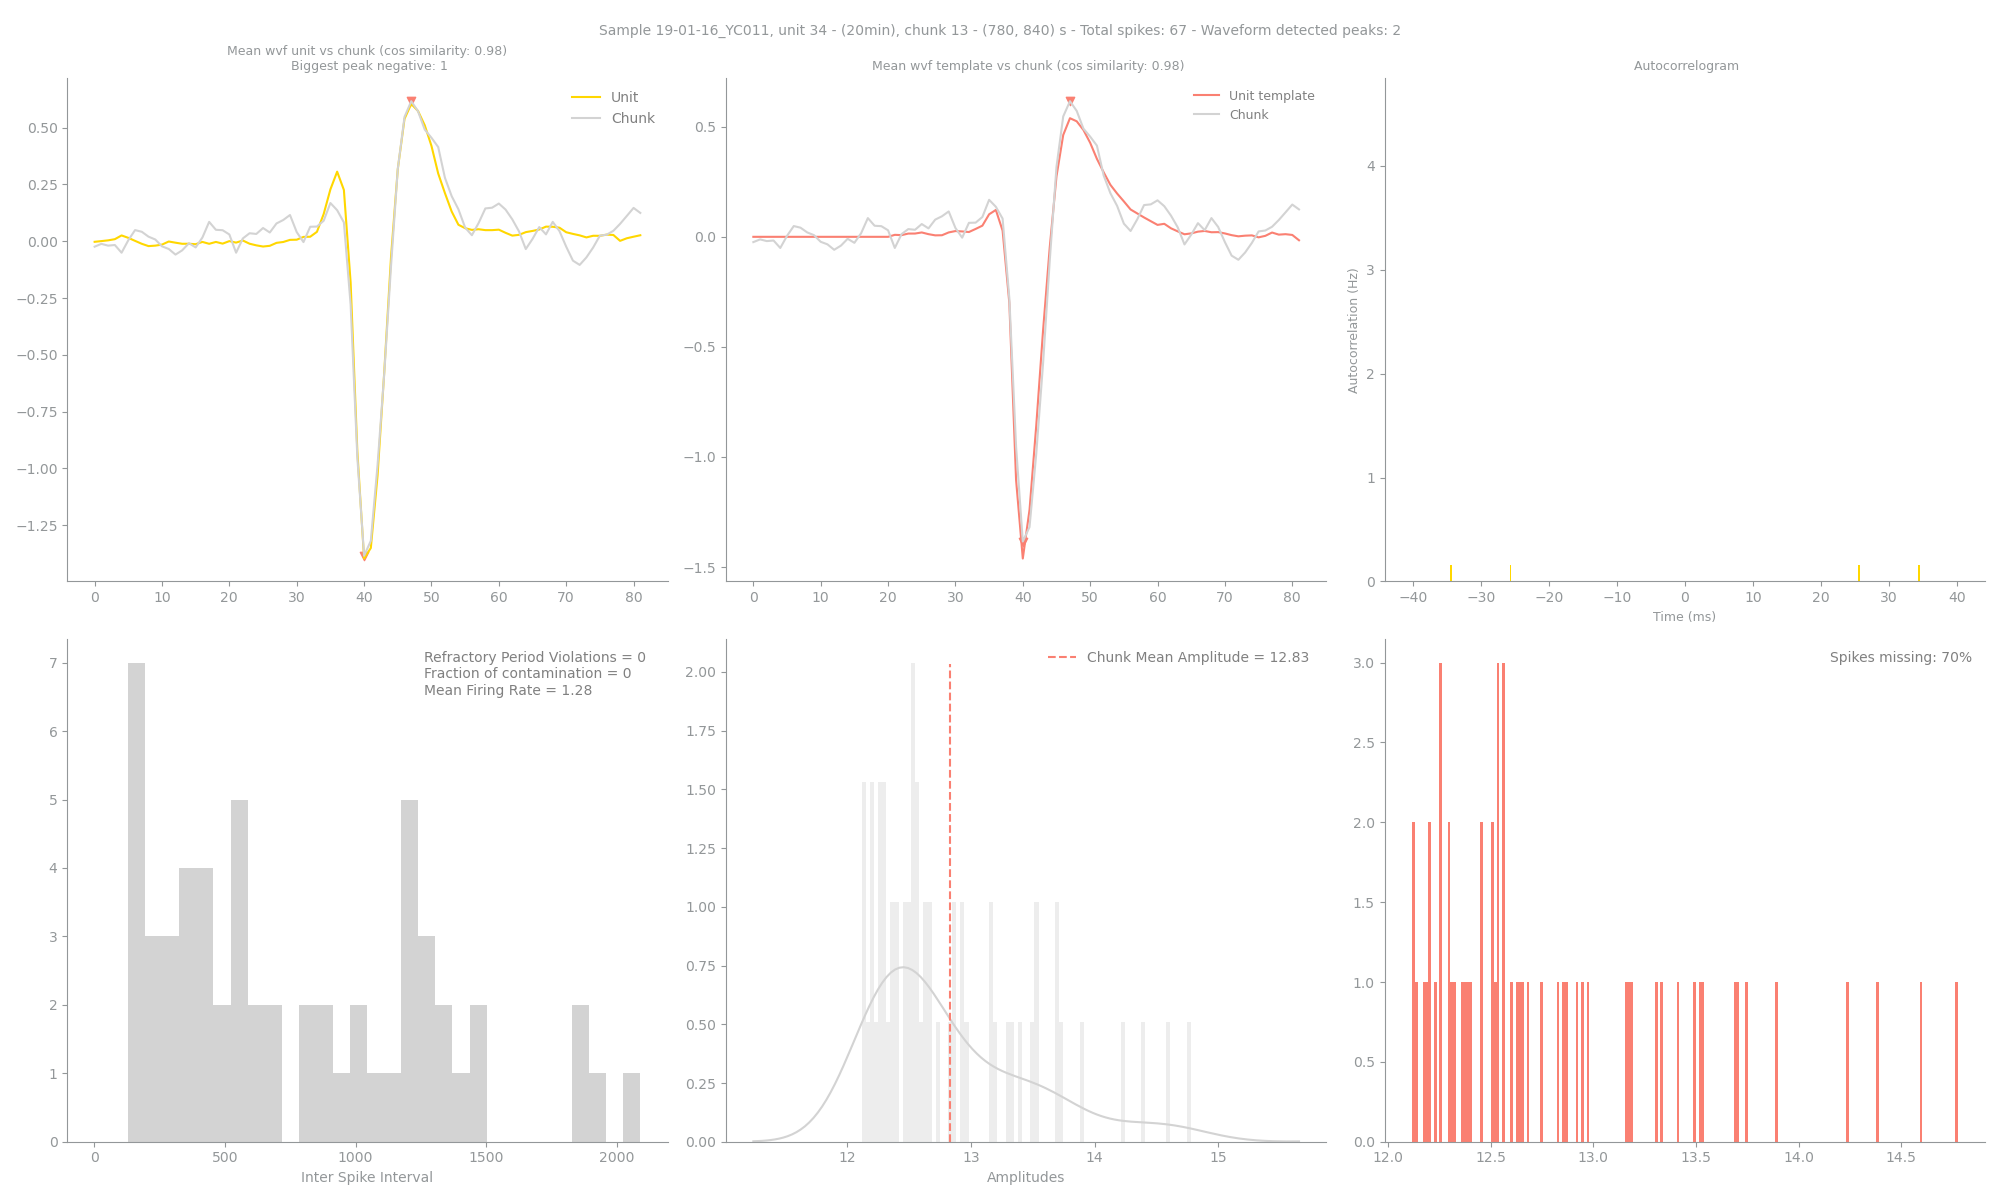 Sample 19-01-16_YC011, unit 34 - (20min), chunk 13 - (780, 840) s - Total spikes: 67 - Waveform detected peaks: 2
Mean wvf unit vs chunk (cos similarity: 0.98)
Biggest peak negative: 1
Unit
Chunk
0.50
0.25
0.00
−0.25
−0.50
−0.75
−1.00
−1.25
0 10 20 30 40 50 60 70 80
Mean wvf template vs chunk (cos similarity: 0.98)
Unit template
Chunk
0.5
0.0
−0.5
−1.0
−1.5
0 10 20 30 40 50 60 70 80
Autocorrelogram
Autocorrelation (Hz)
4
3
2
1
0
−40 −30 −20 −10 0 10 20 30 40
Time (ms)
Refractory Period Violations = 0
Fraction of contamination = 0
Mean Firing Rate = 1.28
7
6
5
4
3
2
1
0
0 500 1000 1500 2000
Inter Spike Interval
Chunk Mean Amplitude = 12.83
2.00
1.75
1.50
1.25
1.00
0.75
0.50
0.25
0.00
12 13 14 15
Amplitudes
Spikes missing: 70%
3.0
2.5
2.0
1.5
1.0
0.5
0.0
12.0 12.5 13.0 13.5 14.0 14.5